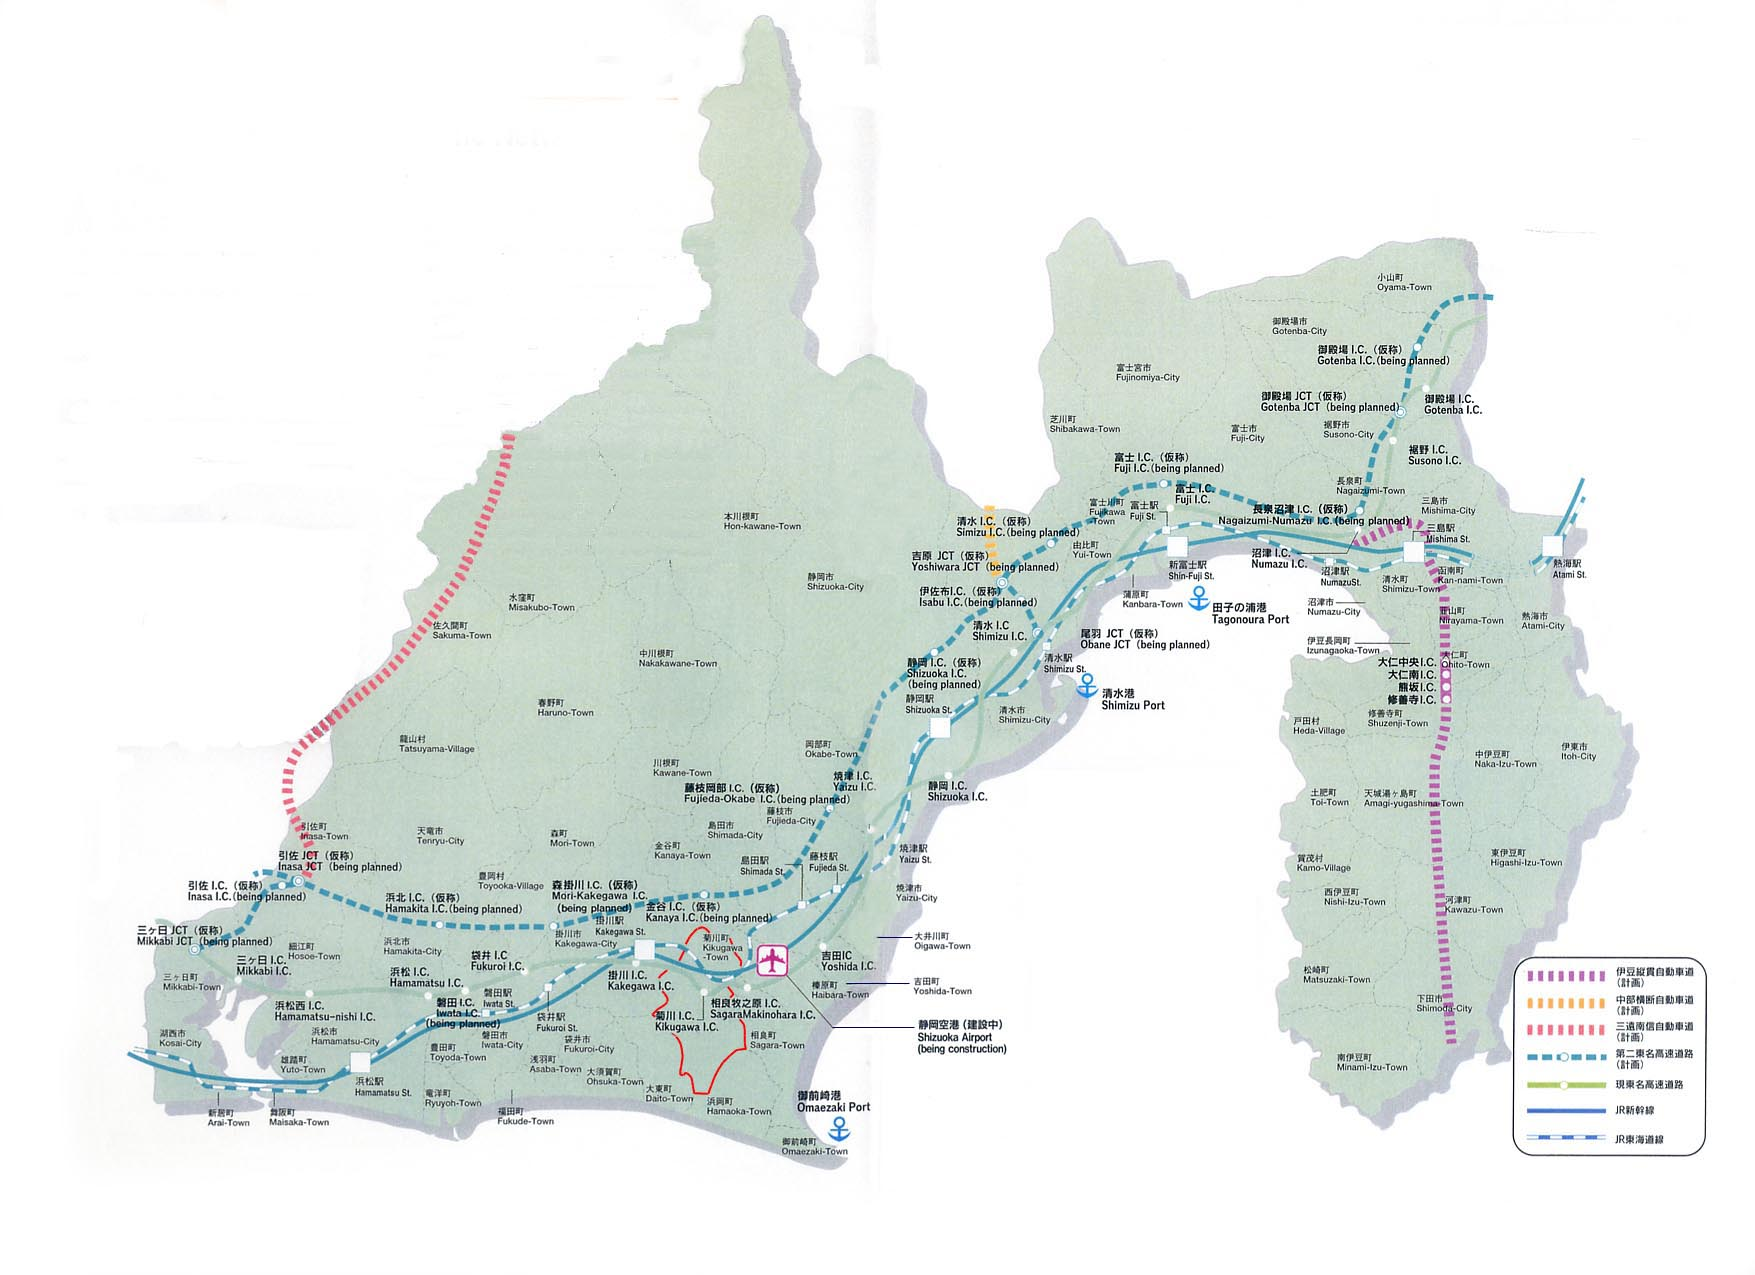 小山町
Oyama-Town
御殿場市
Gotenba-City
御殿場 I.C.（仮称）
Gotenba I.C.(being planned)
富士宮市
Fujinomiya-City
御殿場 JCT（仮称）
Gotenba JCT（being planned)
御殿場 I.C.
Gotenba I.C.
芝川町
Shibakawa-Town
富士市
Fuji-City
裾野市
Susono-City
裾野 I.C.
Susono I.C.
富士 I.C.（仮称）
Fuji I.C.(being planned)
長泉町
Nagaizumi-Town
富士 I.C.
Fuji I.C.
富士川町
Fujikawa
-Town
富士駅
Fuji St.
長泉沼津 I.C.（仮称）
Nagaizumi-Numazu I.C.(being planned)
三島市
Mishima-City
三島駅
Mishima St.
本川根町
Hon-kawane-Town
清水 I.C.（仮称）
Simizu I.C.(being planned)
由比町
Yui-Town
沼津 I.C.
Numazu I.C.
吉原 JCT（仮称）
Yoshiwara JCT（being planned)
新富士駅
Shin-Fuji St.
沼津駅
NumazuSt.
清水町
Shimizu-Town
函南町
Kan-nami-Town
熱海駅
Atami St.
静岡市
Shizuoka-City
伊佐布I.C.（仮称）
Isabu I.C.(being planned)
蒲原町
Kanbara-Town
田子の浦港
Tagonoura Port
沼津市
Numazu-City
韮山町
Nirayama-Town
熱海市
Atami-City
水窪町
Misakubo-Town
佐久間町
Sakuma-Town
清水 I.C
Shimizu I.C.
尾羽 JCT（仮称）
Obane JCT（being planned)
伊豆長岡町
Izunagaoka-Town
中川根町
Nakakawane-Town
静岡 I.C.（仮称）
Shizuoka I.C.
(being planned)
清水駅
Shimizu St.
大仁町
Ohito-Town
大仁中央I.C.
大仁南I.C.
熊坂I.C.
修善寺I.C.
清水港
Shimizu Port
春野町
Haruno-Town
静岡駅
Shizuoka St.
清水市
Shimizu-City
戸田村
Heda-Village
修善寺町
Shuzenji-Town
龍山村
Tatsuyama-Village
岡部町
Okabe-Town
中伊豆町
Naka-Izu-Town
伊東市
Itoh-City
川根町
Kawane-Town
焼津 I.C.
Yaizu I.C.
藤枝岡部 I.C.（仮称）
Fujieda-Okabe I.C.(being planned)
静岡 I.C.
Shizuoka I.C.
土肥町
Toi-Town
天城湯ヶ島町
Amagi-yugashima-Town
藤枝市
Fujieda-City
引佐町
Inasa-Town
天竜市
Tenryu-City
森町
Mori-Town
島田市
Shimada-City
金谷町
Kanaya-Town
焼津駅
Yaizu St.
引佐 JCT（仮称）
Inasa JCT（being planned)
島田駅
Shimada St.
藤枝駅
Fujieda St.
賀茂村
Kamo-Village
東伊豆町
Higashi-Izu-Town
豊岡村
Toyooka-Village
引佐 I.C.（仮称）
Inasa I.C.(being planned)
森掛川 I.C.（仮称）
Mori-Kakegawa I.C.
(being planned)
焼津市
Yaizu-City
西伊豆町
Nishi-Izu-Town
浜北 I.C.（仮称）
Hamakita I.C.(being planned)
金谷 I.C.（仮称）
Kanaya I.C.(being planned)
河津町
Kawazu-Town
掛川駅
Kakegawa St.
三ヶ日 JCT（仮称）
Mikkabi JCT（being planned)
掛川市
Kakegawa-City
菊川町
Kikugawa
-Town
大井川町
Oigawa-Town
細江町
Hosoe-Town
浜北市
Hamakita-City
袋井 I.C
Fukuroi I.C.
吉田IC
Yoshida I.C.
三ヶ日 I.C.
Mikkabi I.C.
三ヶ日町
Mikkabi-Town
浜松 I.C.
Hamamatsu I.C.
掛川 I.C.
Kakegawa I.C.
榛原町
Haibara-Town
吉田町
Yoshida-Town
松崎町
Matsuzaki-Town
浜松西 I.C.
Hamamatsu-nishi I.C.
磐田 I.C.
Iwata I.C.
(being planned)
磐田駅
Iwata St.
相良牧之原 I.C.
SagaraMakinohara I.C.
下田市
Shimoda-City
菊川 I.C.
Kikugawa I.C.
袋井駅
Fukuroi St.
静岡空港（建設中）
Shizuoka Airport
(being construction)
湖西市
Kosai-City
浜松市
Hamamatsu-City
磐田市
Iwata-City
袋井市
Fukuroi-City
相良町
Sagara-Town
豊田町
Toyoda-Town
雄踏町
Yuto-Town
浅羽町
Asaba-Town
大須賀町
Ohsuka-Town
南伊豆町
Minami-Izu-Town
浜松駅
Hamamatsu St.
竜洋町
Ryuyoh-Town
大東町
Daito-Town
浜岡町
Hamaoka-Town
御前崎港
Omaezaki Port
新居町
Arai-Town
舞阪町
Maisaka-Town
福田町
Fukude-Town
御前崎町
Omaezaki-Town
伊豆縦貫自動車道
（計画）
中部横断自動車道
（計画）
三遠南信自動車道
（計画）
第二東名高速道路
（計画）
現東名高速道路
JR新幹線
JR東海道線